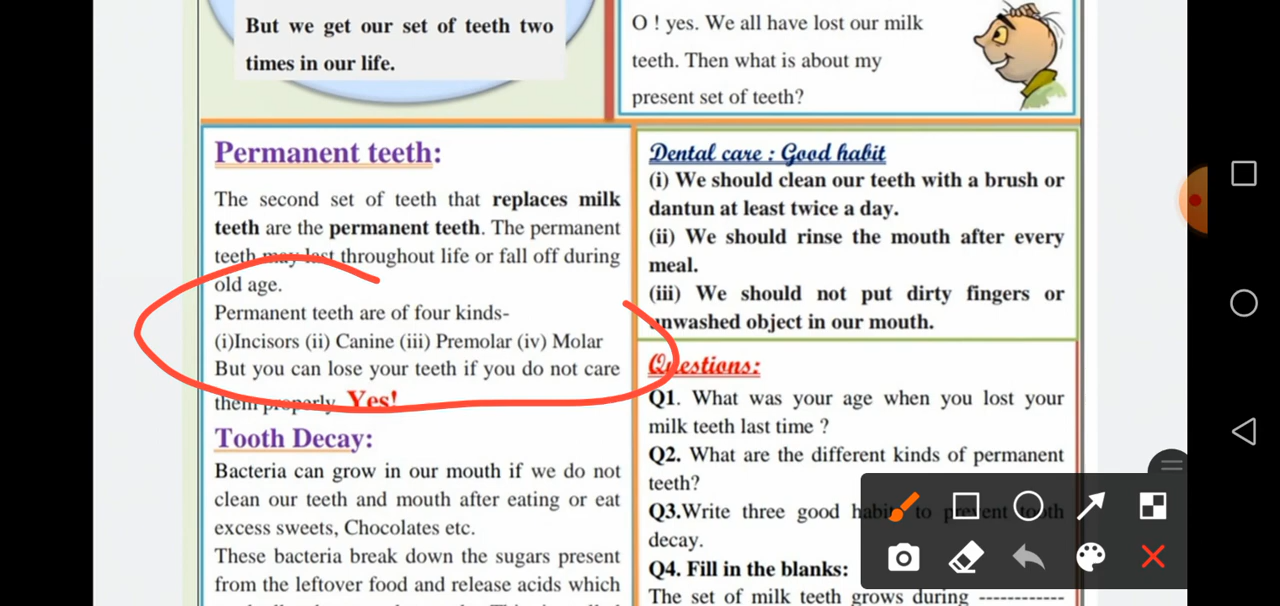 But we get our set of teeth two
times in our life.
O ! yes. We all have lost our milk
teeth. Then what is about my
present set of teeth?
Permanent teeth:
The second set of teeth that replaces milk
teeth are the permanent teeth. The permanent
teeth may last throughout life or fall off during
old age.
Permanent teeth are of four kinds-
(i)Incisors (ii) Canine (iii) Premolar (iv) Molar
But you can lose your teeth if you do not care
them properly. Yes!
Tooth Decay:
Bacteria can grow in our mouth if we do not
clean our teeth and mouth after eating or eat
excess sweets, Chocolates etc.
These bacteria break down the sugars present
from the leftover food and release acids which
Dental care : Good habit
(i) We should clean our teeth with a brush or
dantun at least twice a day.
(ii) We should rinse the mouth after every
meal.
(iii) We should not put dirty fingers or
unwashed object in our mouth.
Questions:
Q1. What was your age when you lost your
milk teeth last time ?
Q2. What are the different kinds of permanent
teeth?
Q3.Write three good habits to prevent tooth
decay.
Q4. Fill in the blanks:
The set of milk teeth grows during ------------